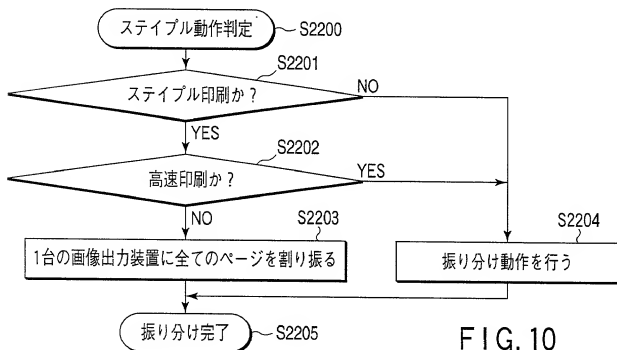 ステイプル動作判定
S2200
S2201
ステイプル印刷か?
NO
YES
S2202
高速印刷か?
YES
NO
S2203
1台の画像出力装置に全てのページを割り振る
S2204
振り分け動作を行う
振り分け完了
S2205
FIG. 10